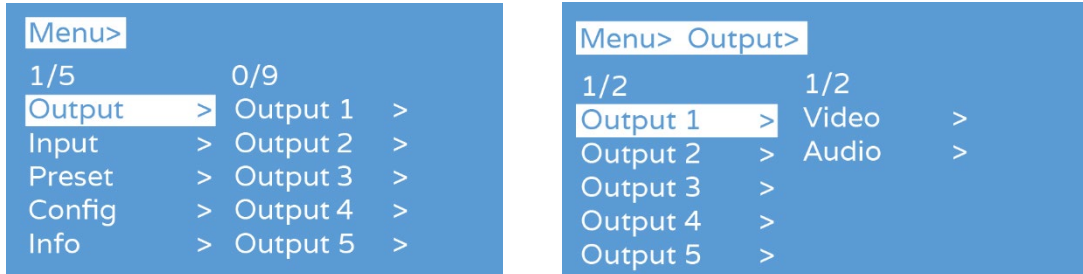 Menu>
1/5 0/9
Output > Output 1 >
Input > Output 2 >
Preset > Output 3 >
Config > Output 4 >
Info > Output 5 >
Menu> Output>
1/2 1/2
Output 1 > Video >
Output 2 > Audio >
Output 3 >
Output 4 >
Output 5 >